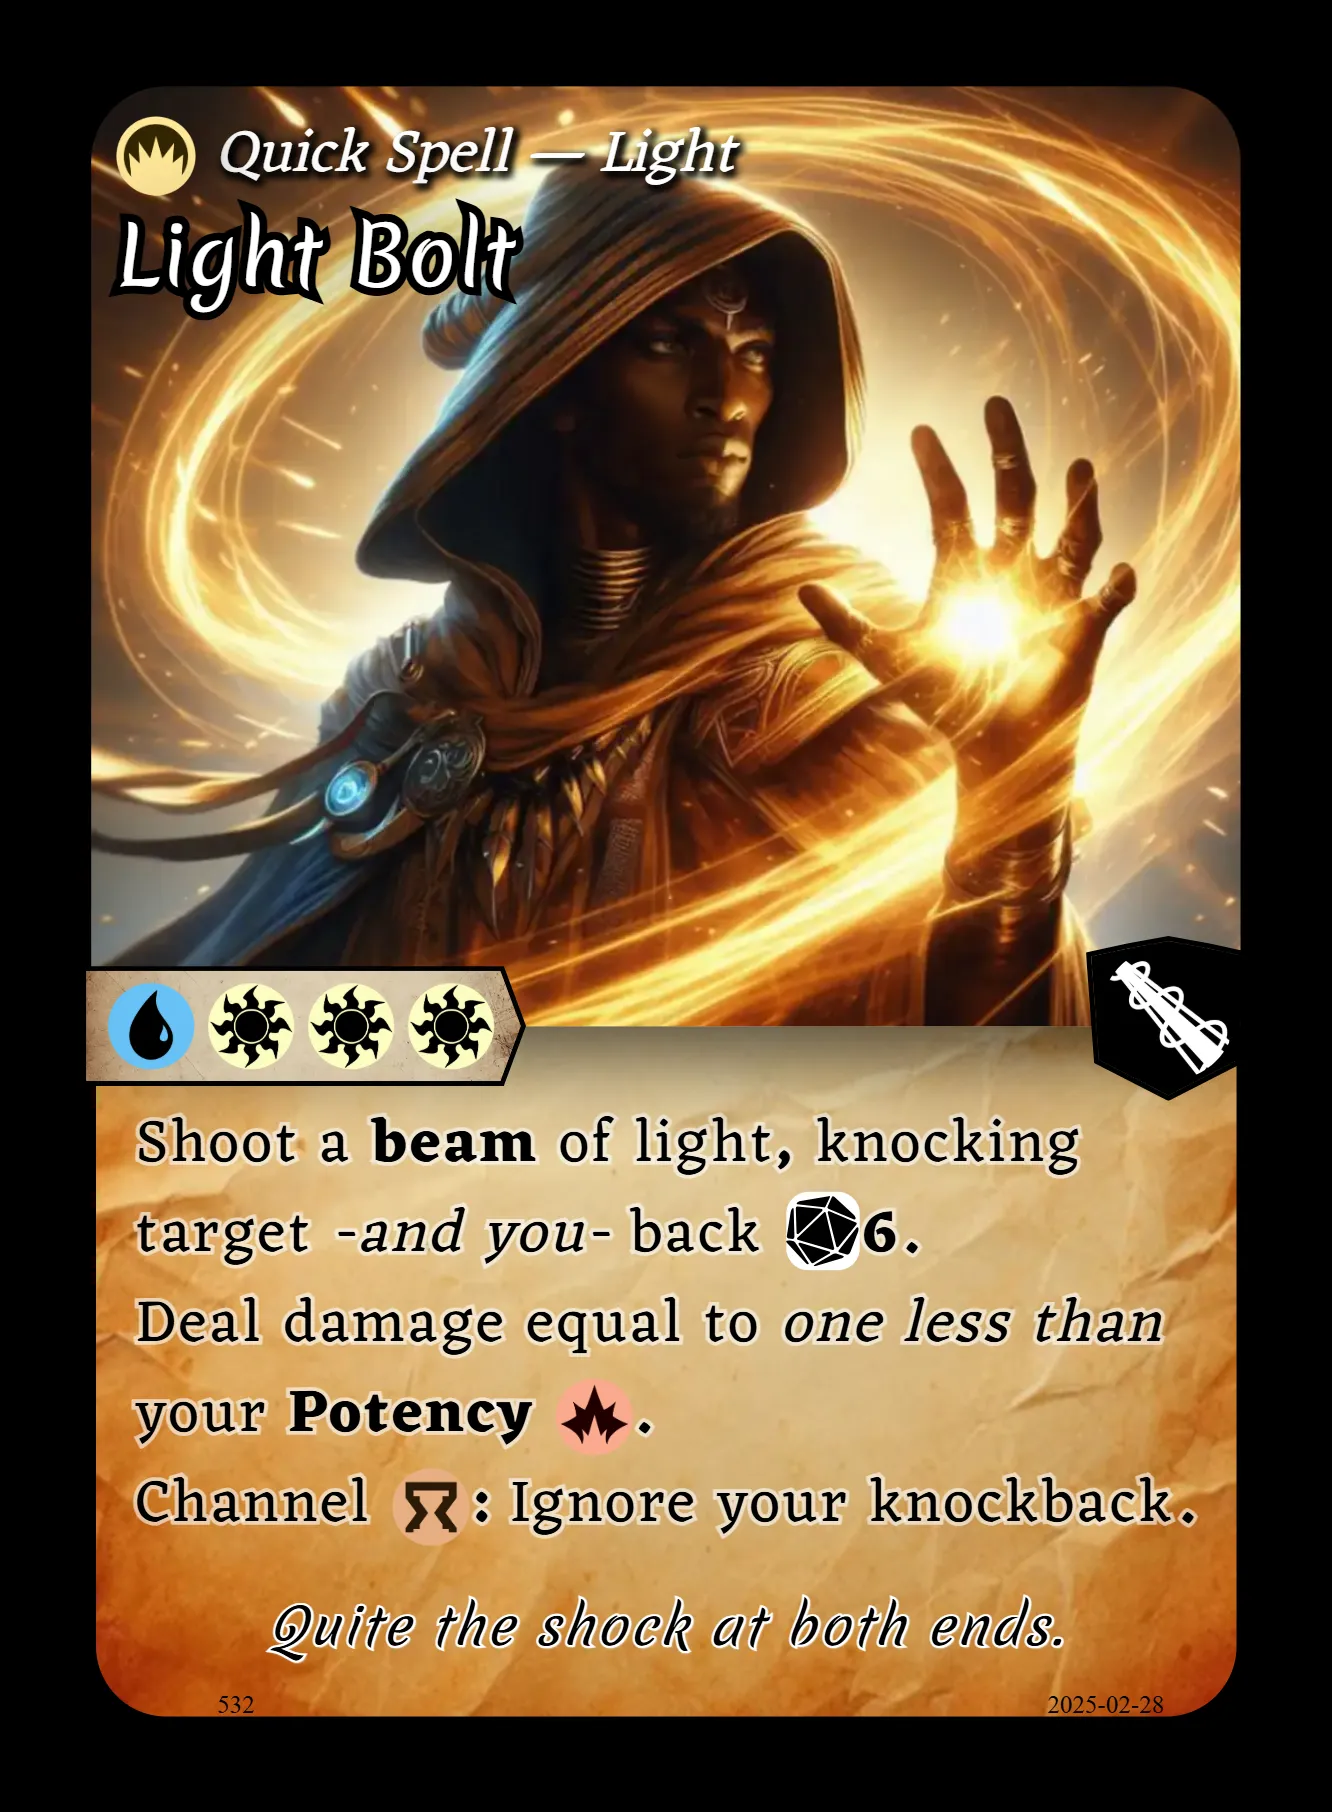 Quick Spell — Light
Light Bolt
Shoot a beam of light, knocking
target -and you- back 6.
Deal damage equal to one less than
your Potency .
Channel : Ignore your knockback.
Quite the shock at both ends.
532
2025-02-28